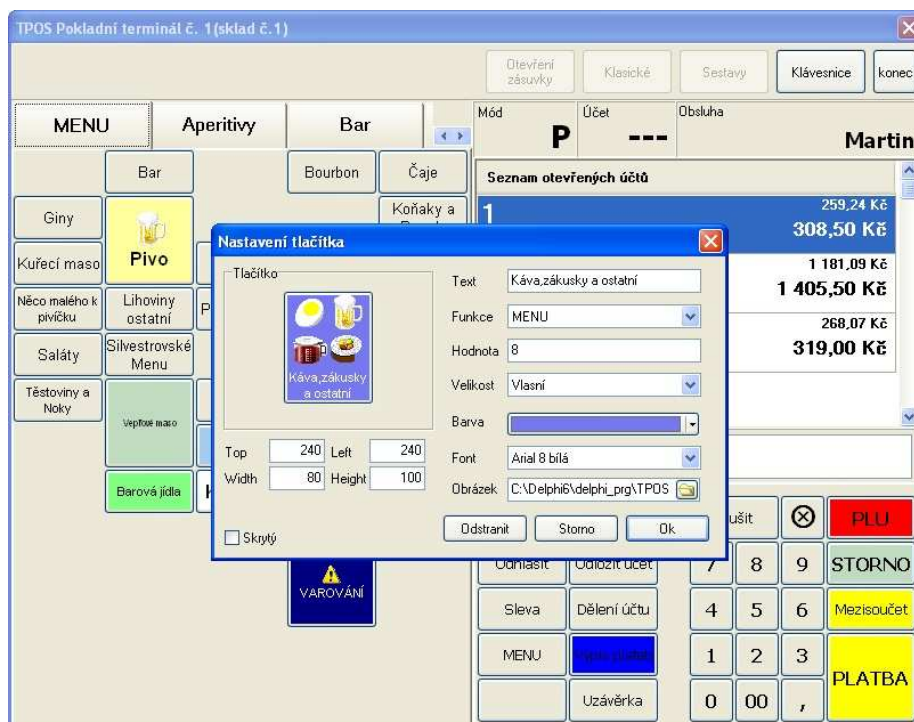 TPOS Pokladní terminál č. 1(sklad č.1)
Otevření
zásuvky
Klasické
Sestavy
Klávesnice
konec
MENU
Aperitivy
Bar
Mód
P
Účet
---
Obsluha
Martin
Bar
Bourbon
Čaje
Seznam otevřených účtů
Giny
Pivo
Koňaky a
1
259,24 Kč
308,50 Kč
Kuřecí maso
1 181,09 Kč
1 405,50 Kč
Něco malého k
pivíčku
Lihoviny
ostatní
P
268,07 Kč
319,00 Kč
Saláty
Silvestrovské
Menu
Těstoviny a
Noky
Vepřové maso
Barová jídla
Nastavení tlačítka
Tlačítko
Káva,zákusky
a ostatní
Text
Káva,zákusky a ostatní
Funkce
MENU
Hodnota
8
Velikost
Vlasní
Barva
Font
Arial 8 bílá
Obrázek
C:\Delphi6\delphi_prg\TPOS
Top
240
Left
240
Width
80
Height
100
Skrytý
Odstranit
Storno
Ok
VAROVÁNÍ
ušit
PLU
Odhlásit
Odložit účet
7
8
9
STORNO
Sleva
Dělení účtu
4
5
6
Mezisoučet
MENU
1
2
3
PLATBA
Uzávěrka
0
00
,